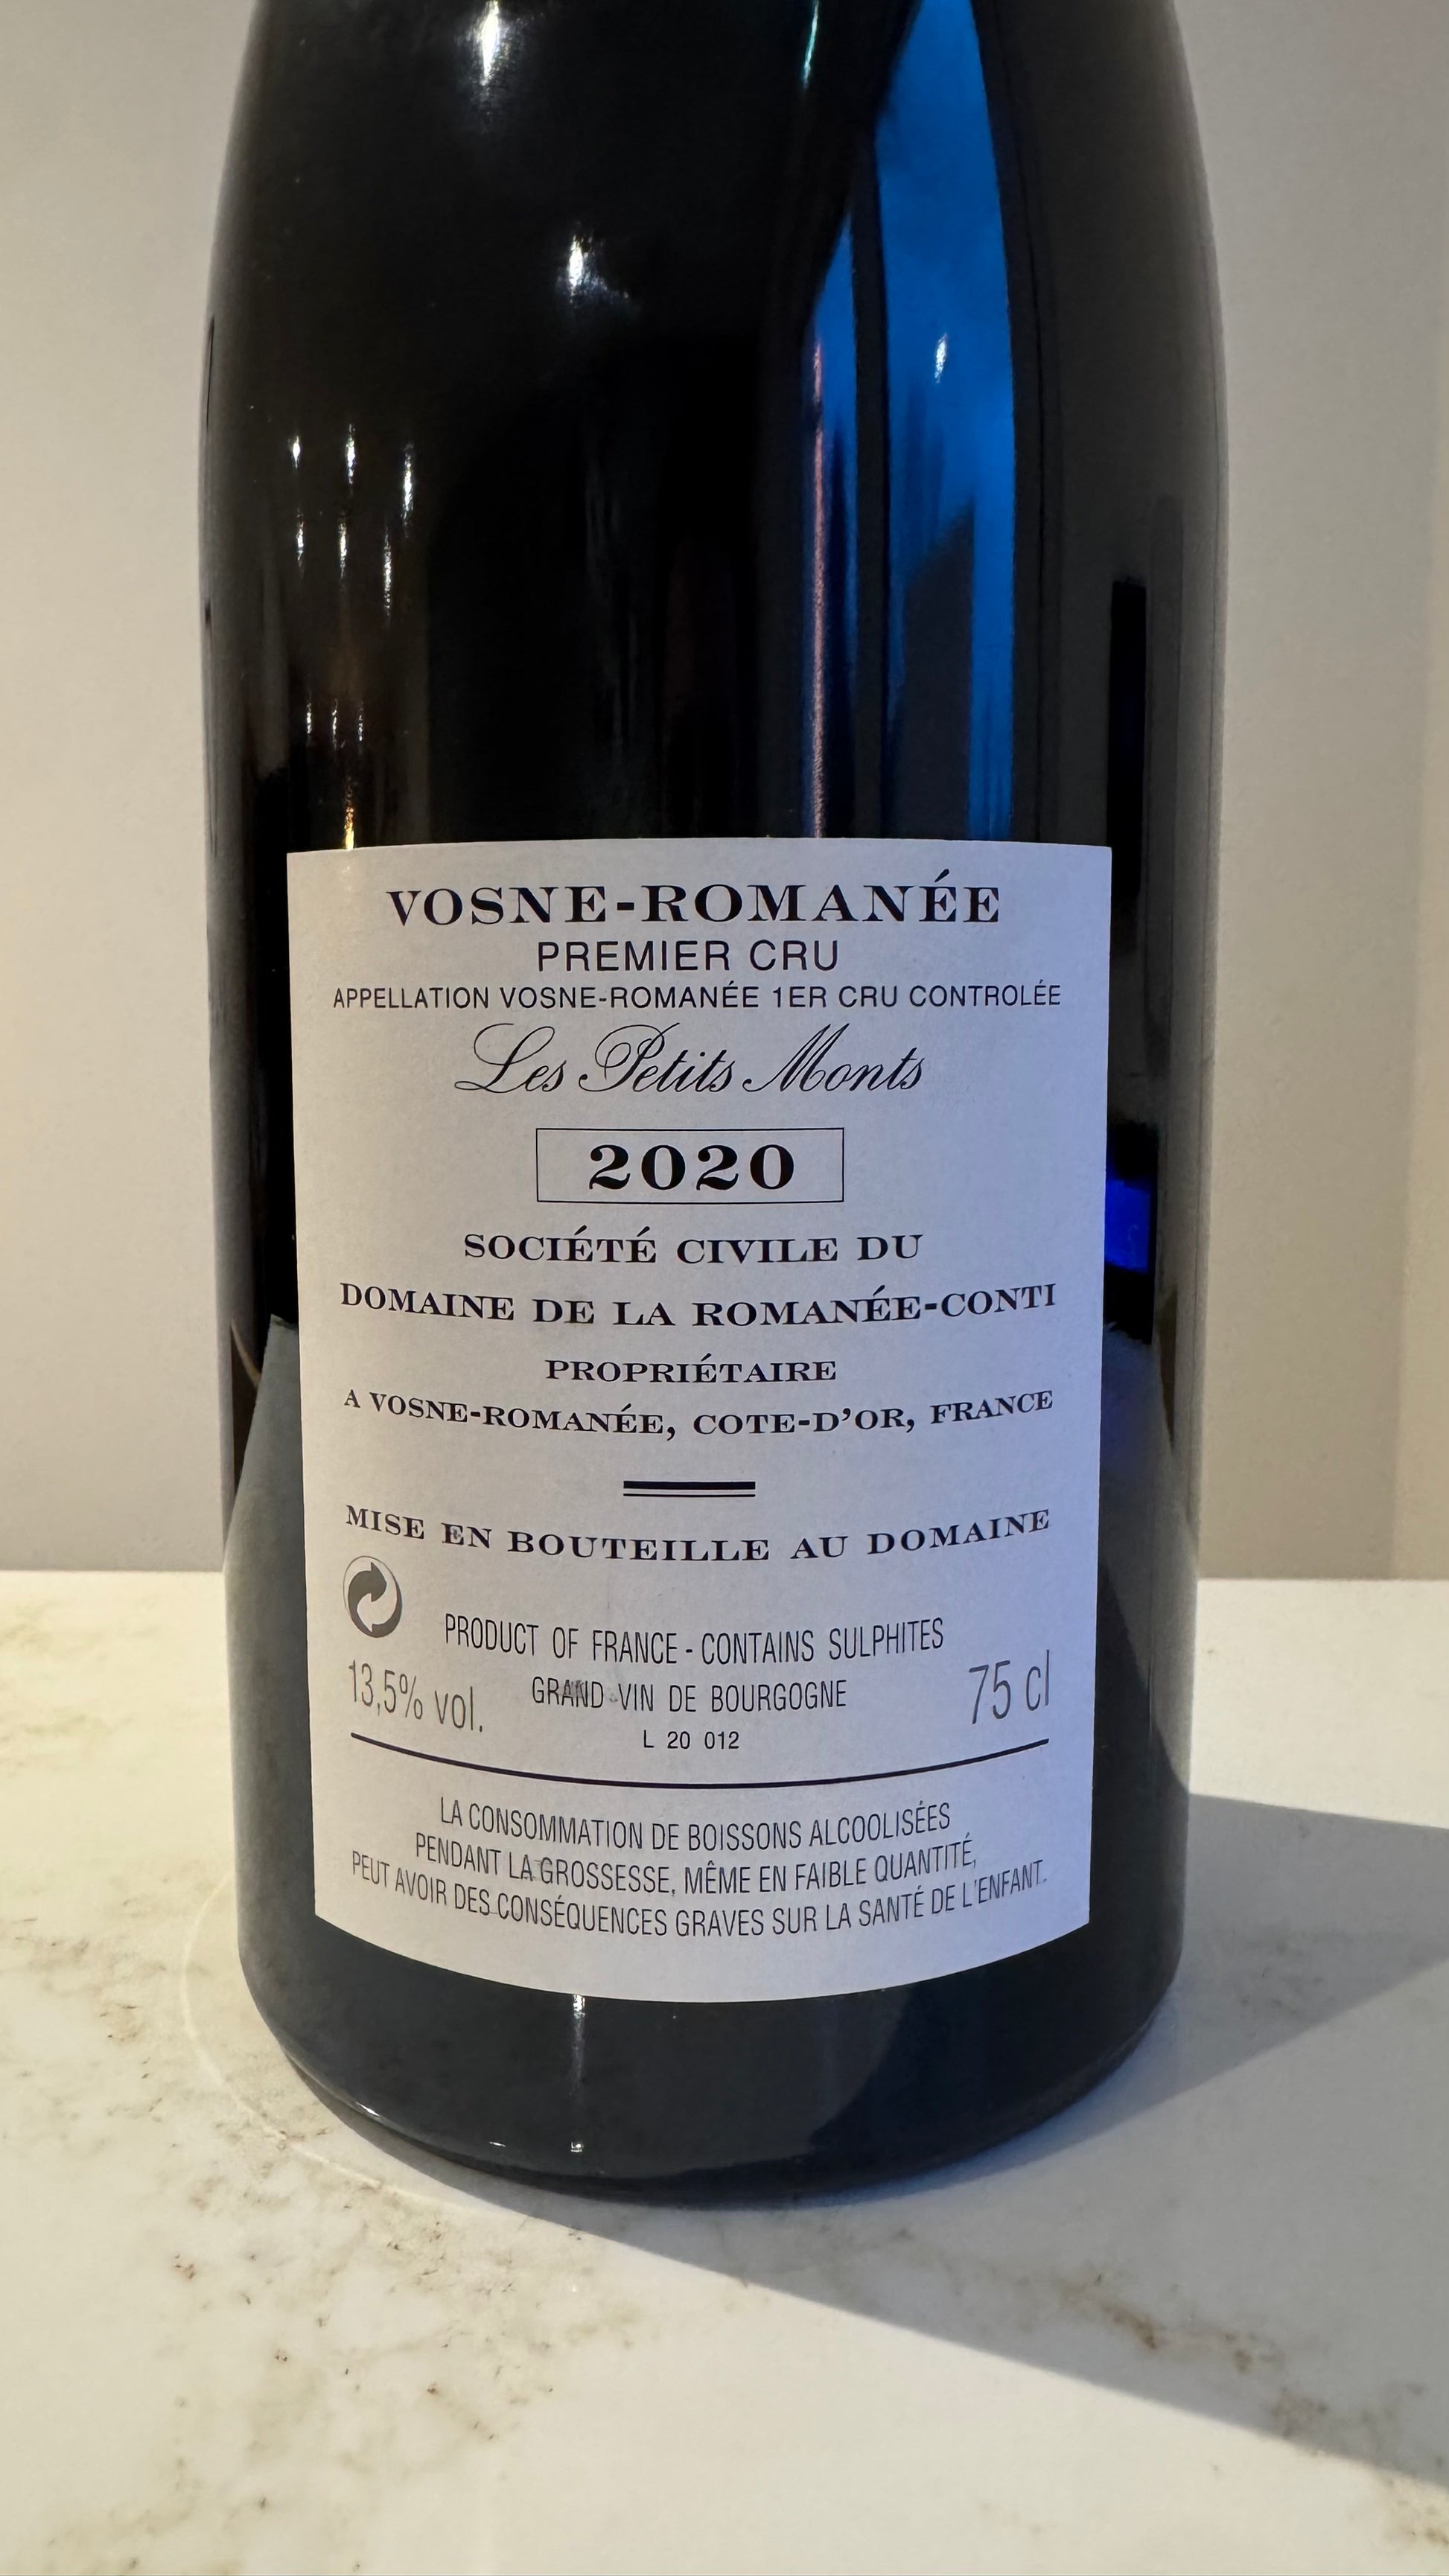 VOSNE-ROMANÉE
PREMIER CRU
APPELLATION VOSNE-ROMANÉE 1ER CRU CONTROLÉE
Les Petits Monts
2020
SOCIÉTÉ CIVILE DU
DOMAINE DE LA ROMANÉE-CONTI
PROPRIÉTAIRE
A VOSNE-ROMANÉE, COTE-D'OR, FRANCE
MISE EN BOUTEILLE AU DOMAINE
PRODUCT OF FRANCE - CONTAINS SULPHITES
13,5% vol. GRAND VIN DE BOURGOGNE 75 cl
L 20 012
LA CONSOMMATION DE BOISSONS ALCOOLISÉES
PENDANT LA GROSSESSE, MÊME EN FAIBLE QUANTITÉ,
PEUT AVOIR DES CONSÉQUENCES GRAVES SUR LA SANTÉ DE L'ENFANT.